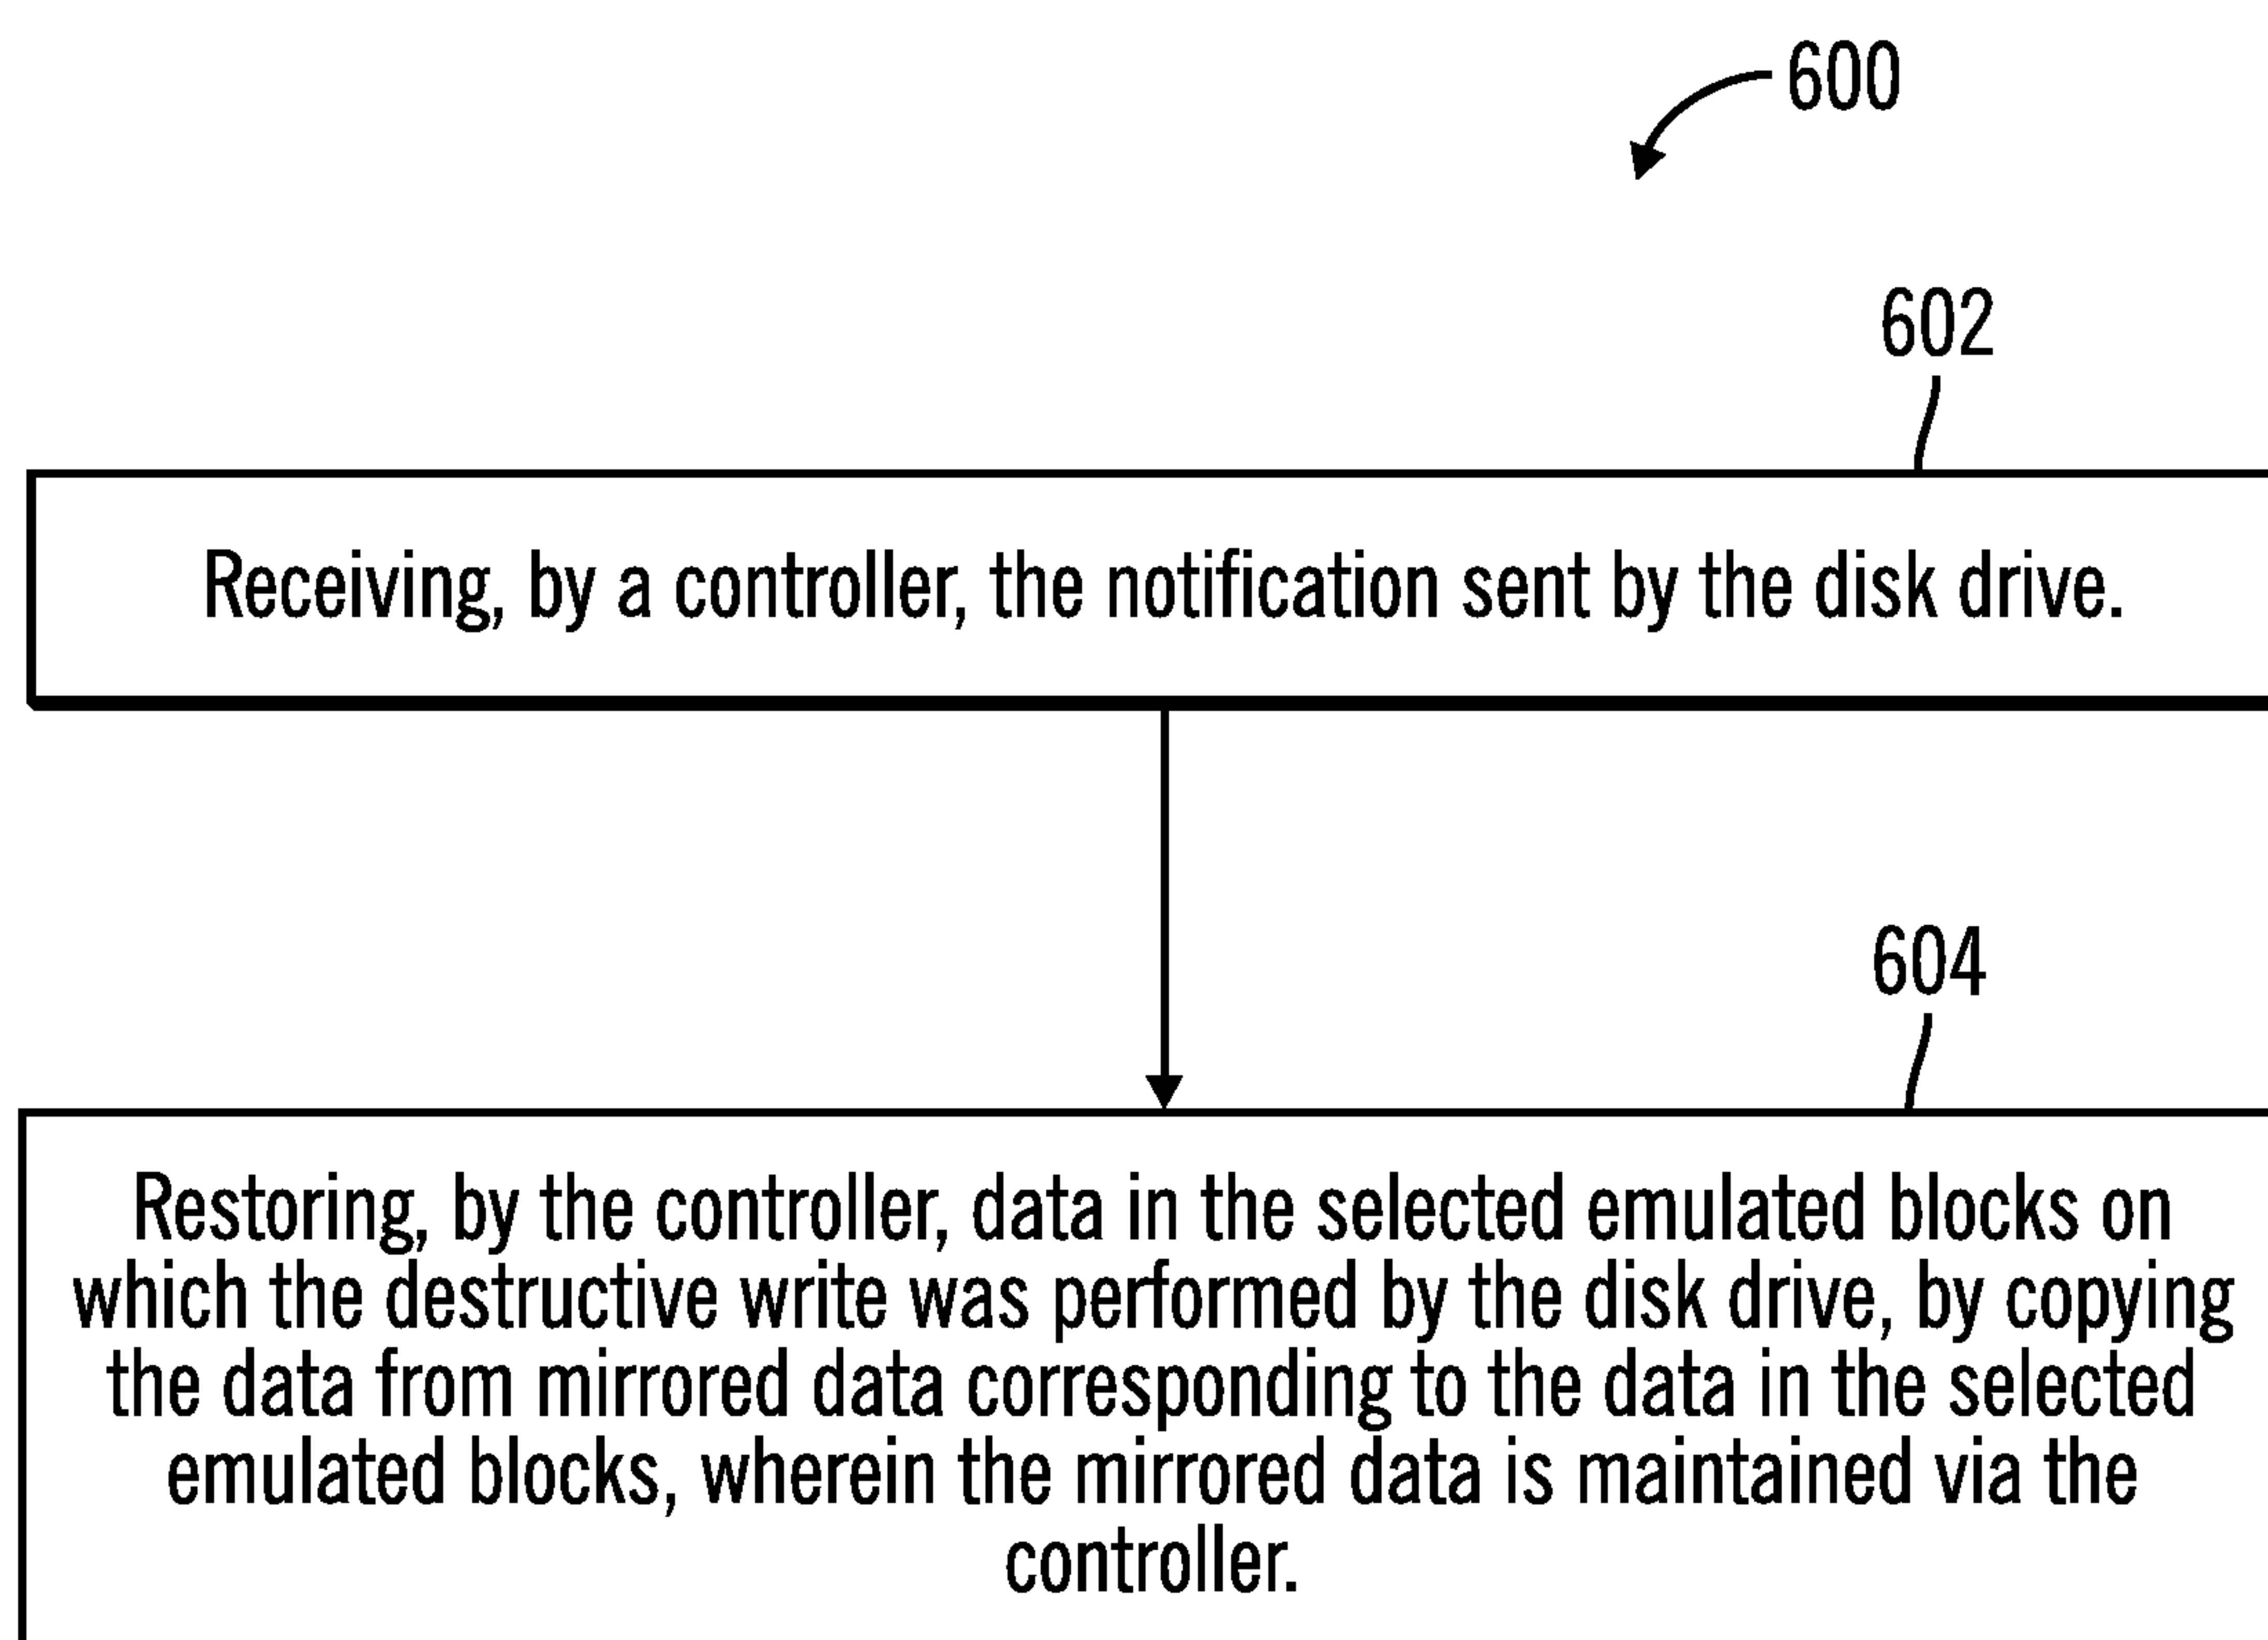 600
602
Receiving, by a controller, the notification sent by the disk drive.
604
Restoring, by the controller, data in the selected emulated blocks on
which the destructive write was performed by the disk drive, by copying
the data from mirrored data corresponding to the data in the selected
emulated blocks, wherein the mirrored data is maintained via the
controller.